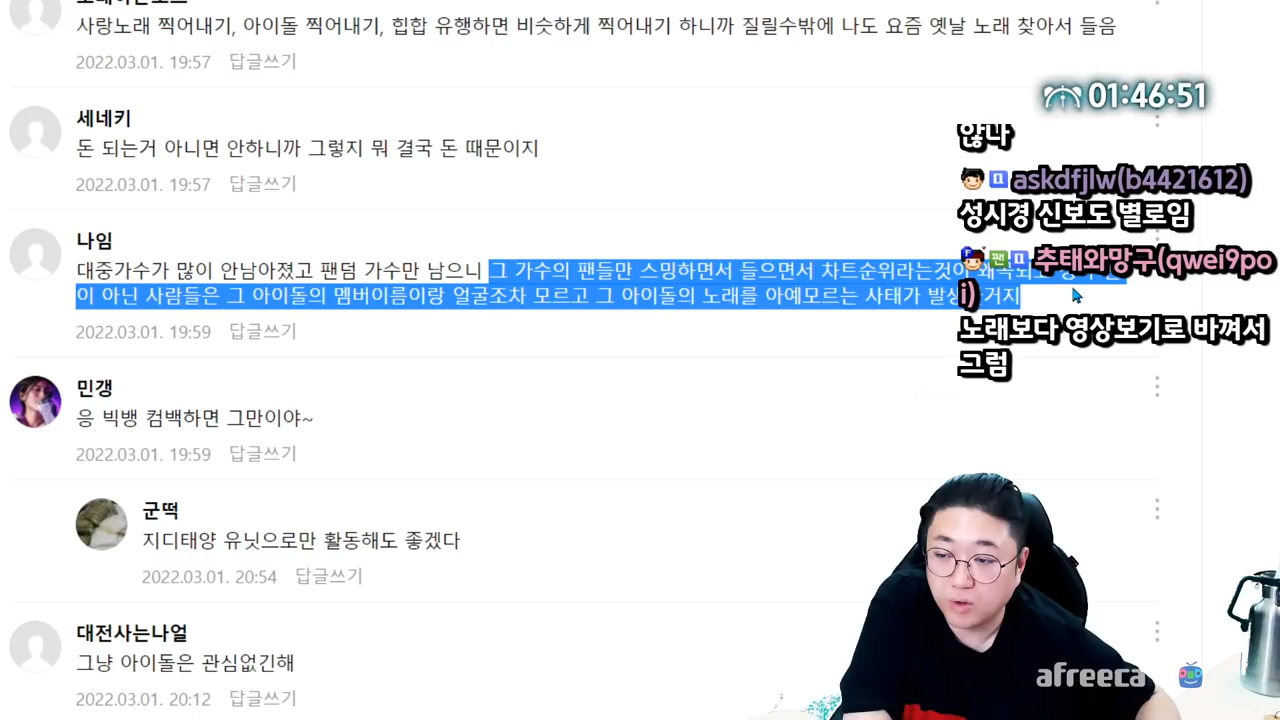 사랑노래 찍어내기, 아이돌 찍어내기, 힙합 유행하면 비슷하게 찍어내기 하니까 질릴수밖에 나도 요즘 옛날 노래 찾아서 들음
2022.03.01. 19:57 답글쓰기
세네키
돈 되는거 아니면 안하니까 그렇지 뭐 결국 돈 때문이지
2022.03.01. 19:57 답글쓰기
나임
대중가수가 많이 안남이졌고 팬덤 가수만 남으니 그 가수의 팬들만 스밍하면서 들으면서 차트순위라는것이
이 아닌 사람들은 그 아이돌의 멤버이름이랑 얼굴조차 모르고 그 아이돌의 노래를 아예모르는 사태가 거지
2022.03.01. 19:59 답글쓰기
민갱
응 빅뱅 컴백하면 그만이야~
2022.03.01. 19:59 답글쓰기
군떡
지디태양 유닛으로만 활동해도 좋겠다
2022.03.01. 20:54 답글쓰기
대전사는나얼
그냥 아이돌은 관심없긴해
2022.03.01. 20:12 답글쓰기
01:46:51
않나
askdfjlw(b4421612)
성시경 신보도 별로임
추태와망구(qwei9po
i)
노래보다 영상보기로 바껴서
그럼
afreeca